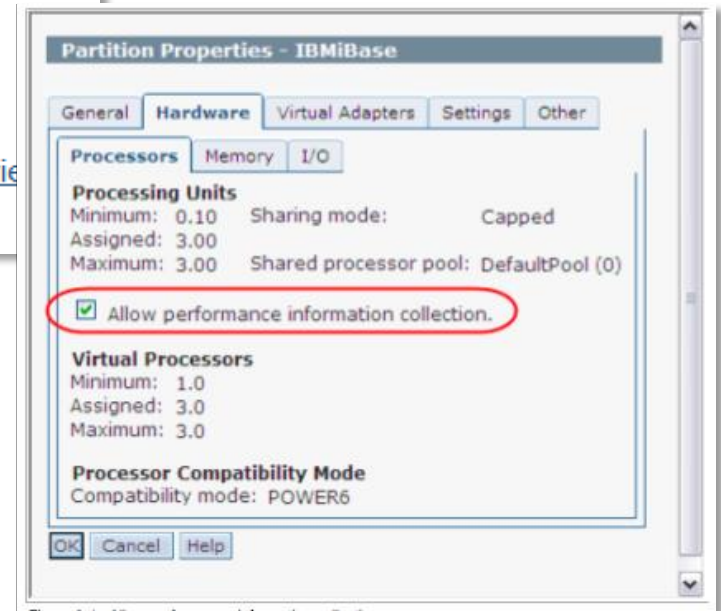 Partition Properties - IBMiBase
General Hardware Virtual Adapters Settings Other
Processors Memory I/O
Processing Units
Minimum: 0.10 Sharing mode: Capped
Assigned: 3.00
Maximum: 3.00 Shared processor pool: DefaultPool (0)
Allow performance information collection.
Virtual Processors
Minimum: 1.0
Assigned: 3.0
Maximum: 3.0
Processor Compatibility Mode
Compatibility mode: POWER6
OK Cancel Help